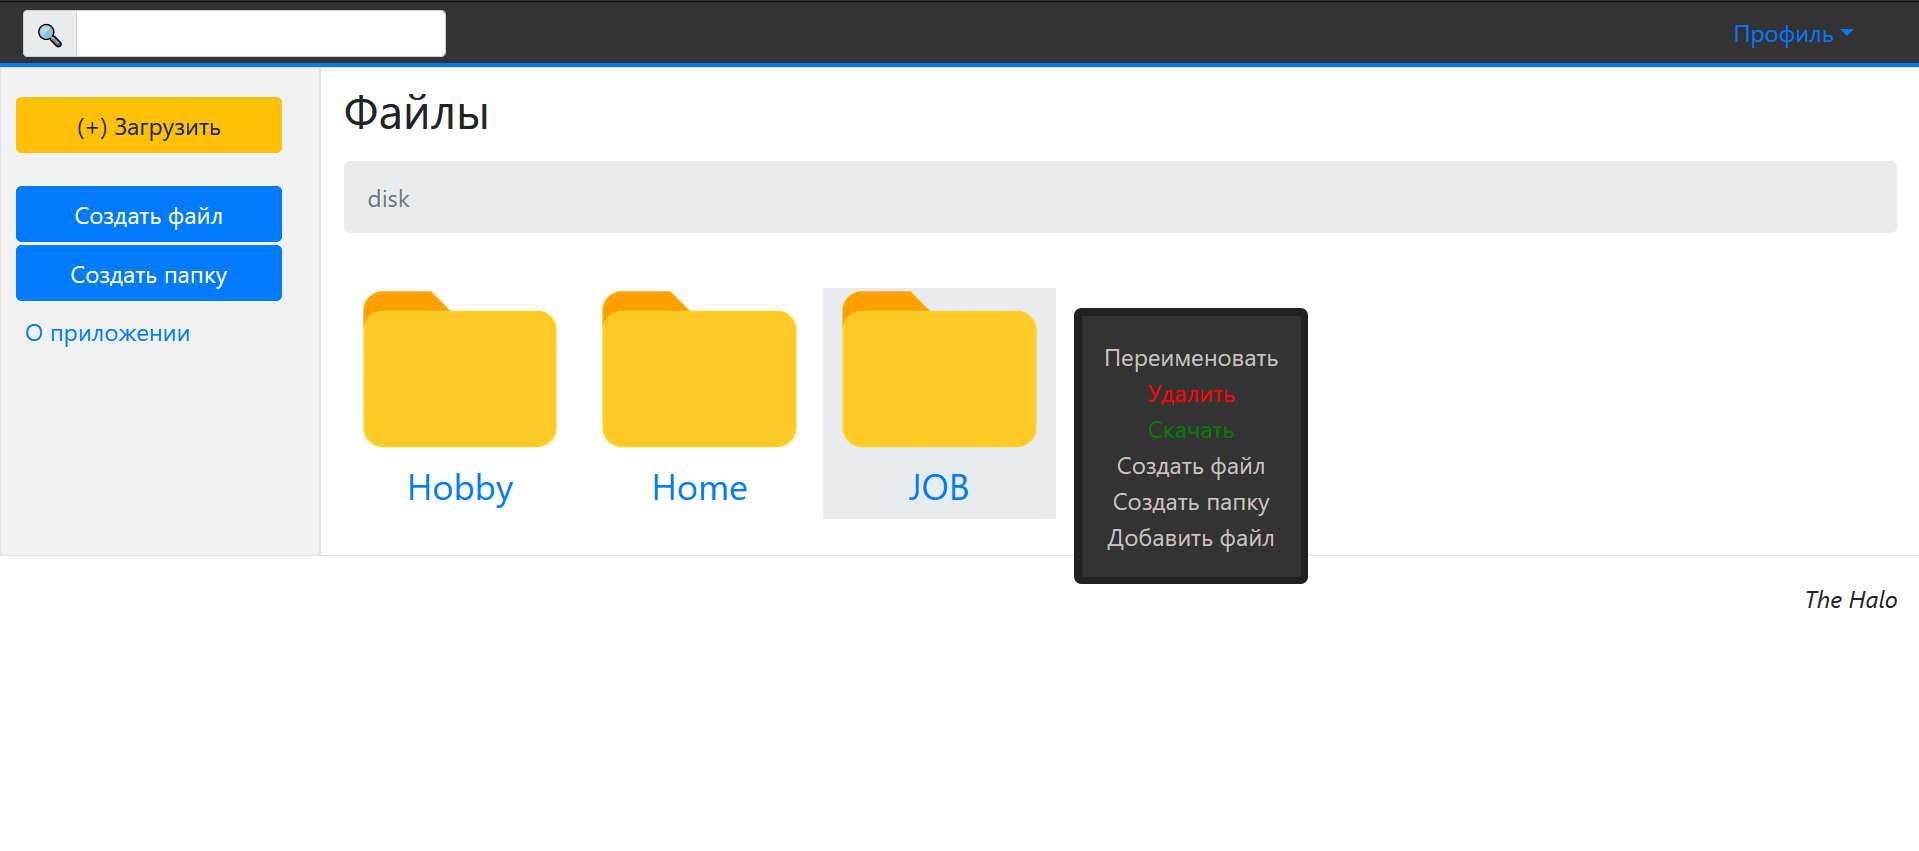 Профиль
(+) Загрузить
Создать файл
Создать папку
О приложении
Файлы
disk
Hobby
Home
JOB
Переименовать
Удалить
Скачать
Создать файл
Создать папку
Добавить файл
The Halo